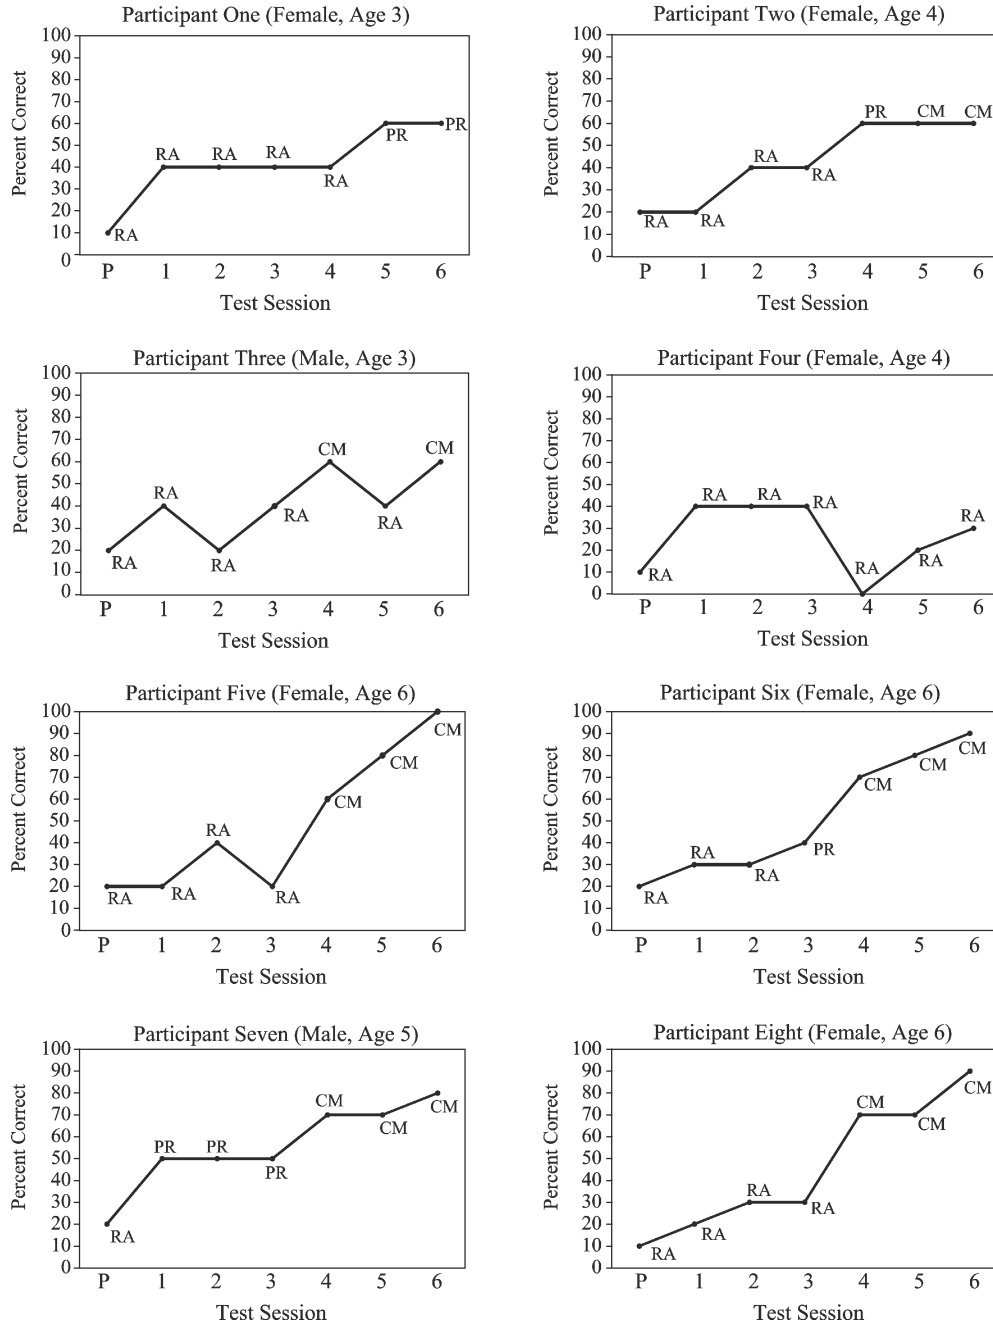 Participant One (Female, Age 3)
Percent Correct
100
90
80
70
60
50
40
30
20
10
0
RA
RA
RA
RA
RA
PR
PR
P 1 2 3 4 5 6
Test Session
Participant Two (Female, Age 4)
Percent Correct
100
90
80
70
60
50
40
30
20
10
0
RA
RA
RA
RA
PR
CM
CM
P 1 2 3 4 5 6
Test Session
Participant Three (Male, Age 3)
Percent Correct
100
90
80
70
60
50
40
30
20
10
0
RA
RA
RA
RA
CM
RA
CM
P 1 2 3 4 5 6
Test Session
Participant Four (Female, Age 4)
Percent Correct
100
90
80
70
60
50
40
30
20
10
0
RA
RA
RA
RA
RA
RA
RA
P 1 2 3 4 5 6
Test Session
Participant Five (Female, Age 6)
Percent Correct
100
90
80
70
60
50
40
30
20
10
0
RA
RA
RA
RA
CM
CM
CM
P 1 2 3 4 5 6
Test Session
Participant Six (Female, Age 6)
Percent Correct
100
90
80
70
60
50
40
30
20
10
0
RA
RA
RA
PR
CM
CM
CM
P 1 2 3 4 5 6
Test Session
Participant Seven (Male, Age 5)
Percent Correct
100
90
80
70
60
50
40
30
20
10
0
RA
PR
PR
PR
CM
CM
CM
P 1 2 3 4 5 6
Test Session
Participant Eight (Female, Age 6)
Percent Correct
100
90
80
70
60
50
40
30
20
10
0
RA
RA
RA
RA
CM
CM
CM
P 1 2 3 4 5 6
Test Session